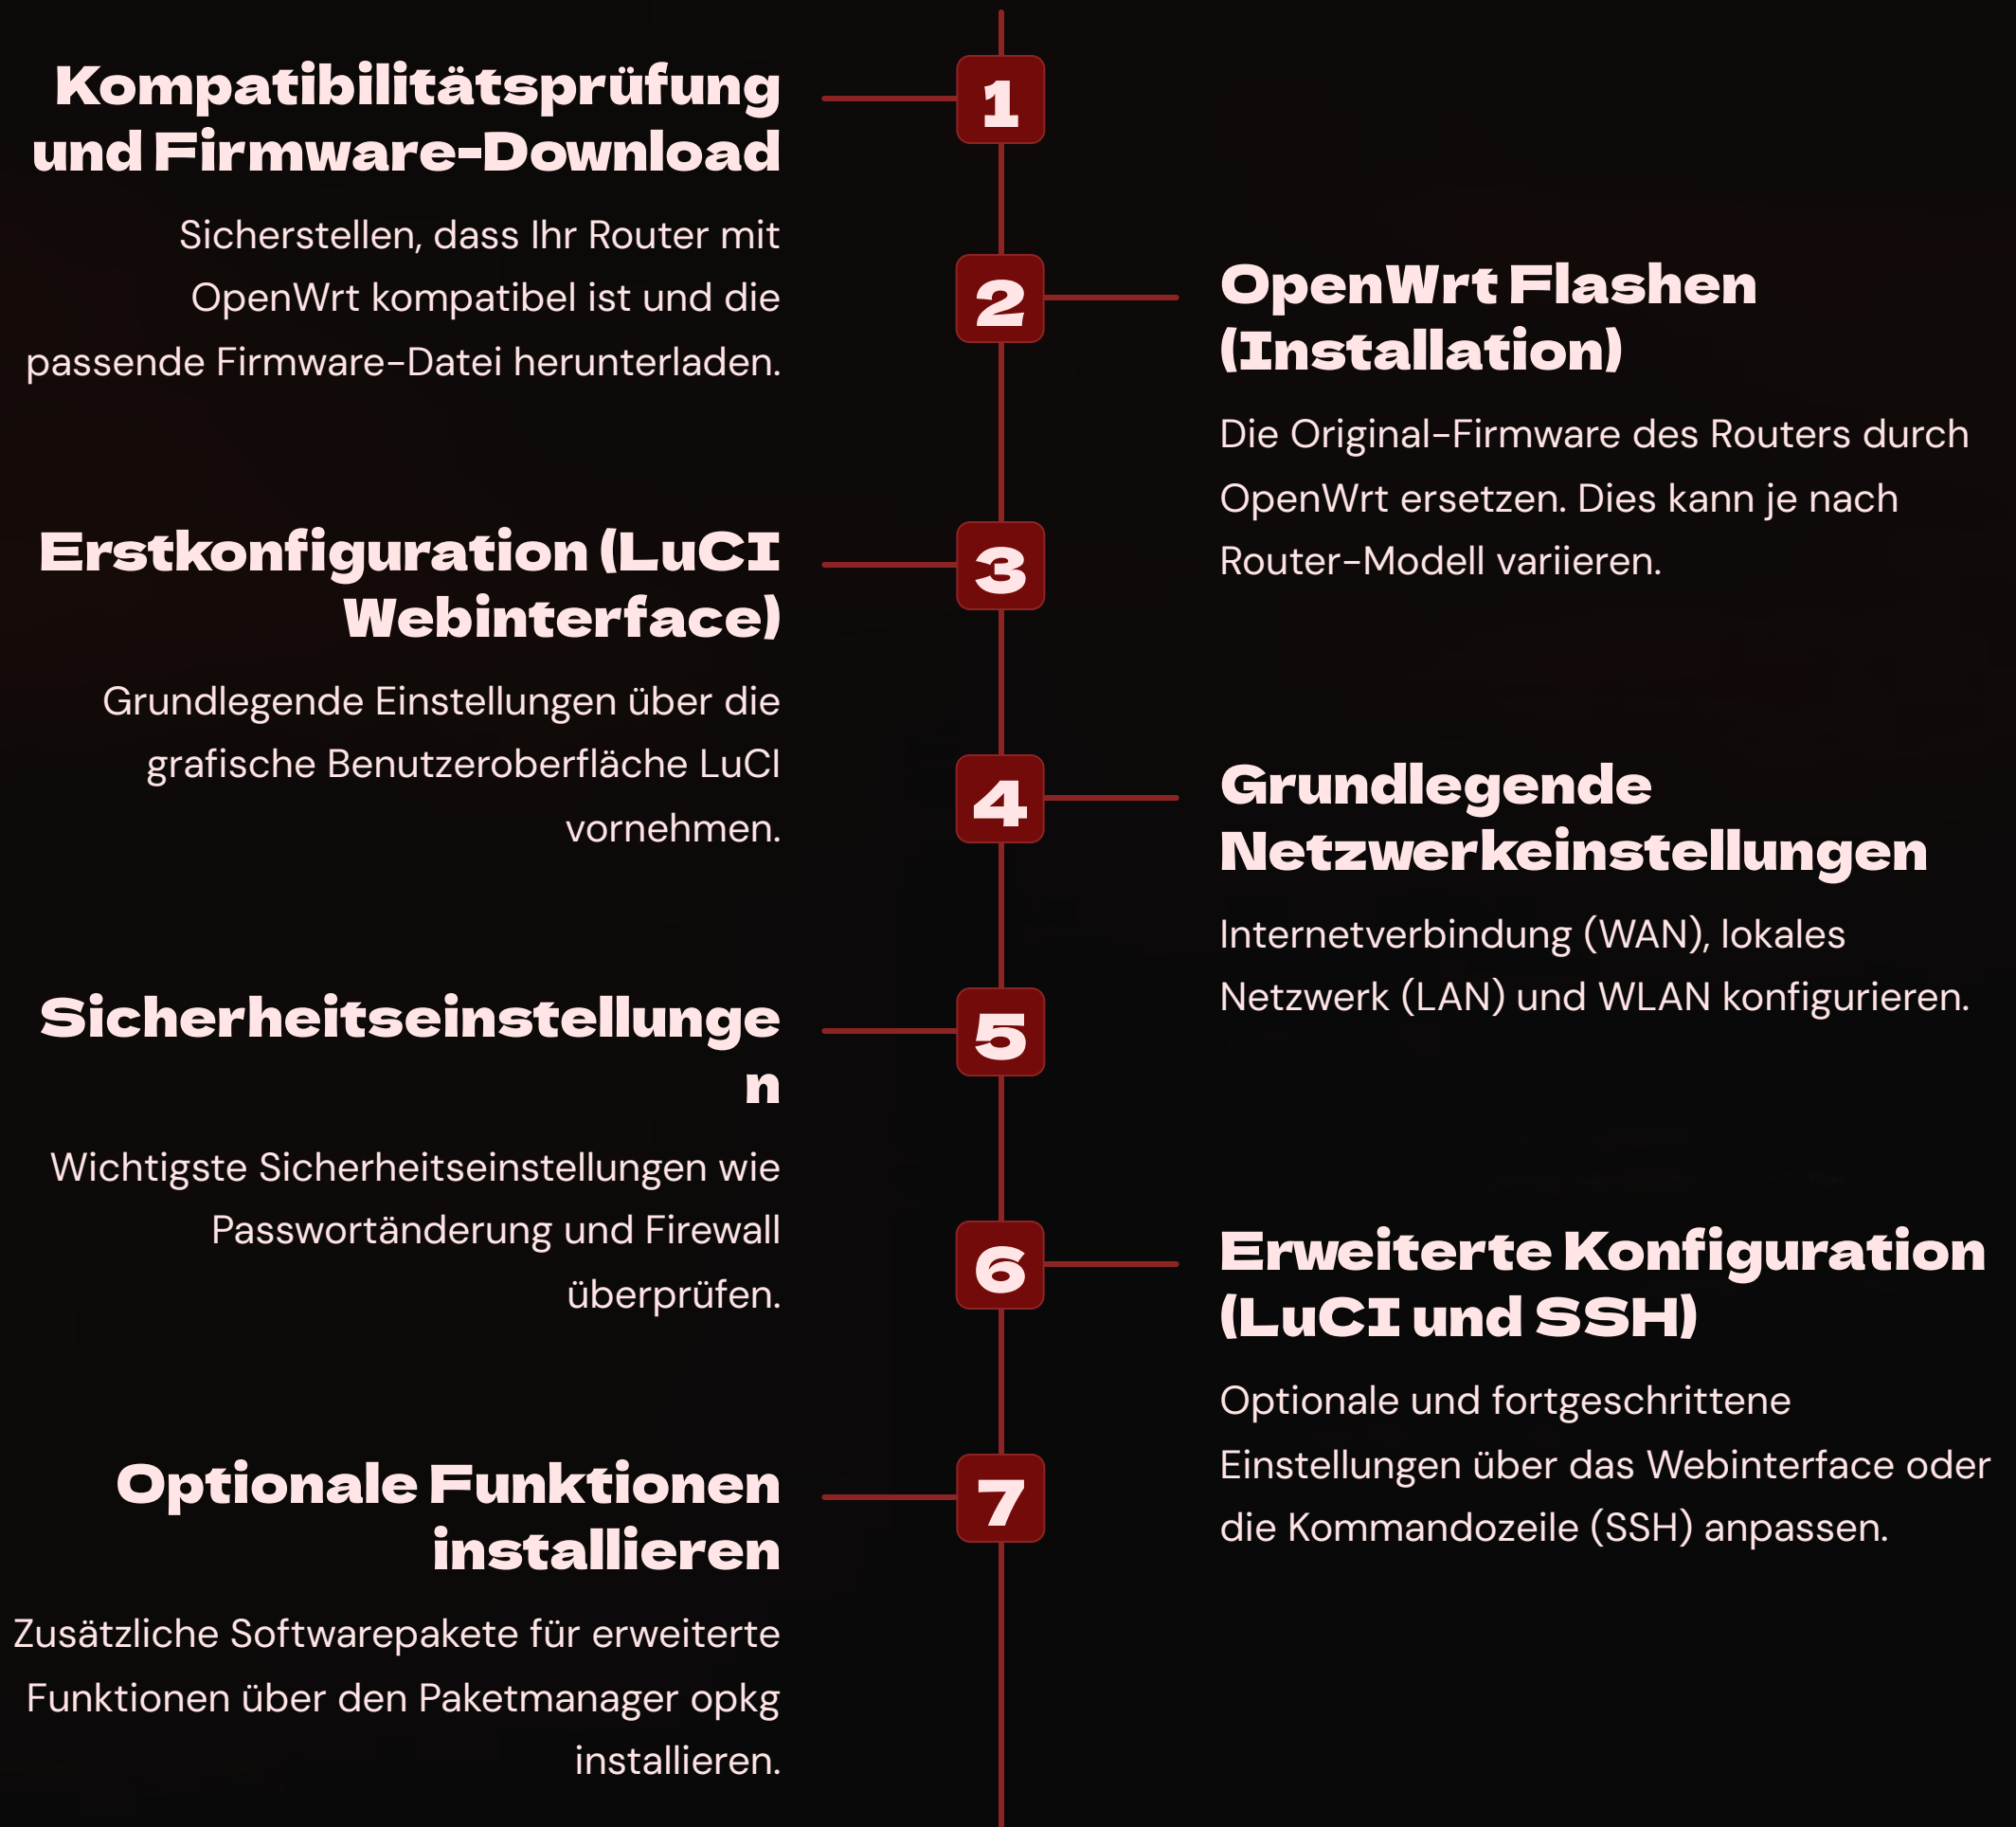 1
Kompatibilitätsprüfung
und Firmware-Download
Sicherstellen, dass Ihr Router mit
OpenWrt kompatibel ist und die
passende Firmware-Datei herunterladen.
2
OpenWrt Flashen
(Installation)
Die Original-Firmware des Routers durch
OpenWrt ersetzen. Dies kann je nach
Router-Modell variieren.
3
Erstkonfiguration (LuCI
Webinterface)
Grundlegende Einstellungen über die
grafische Benutzeroberfläche LuCI
vornehmen.
4
Grundlegende
Netzwerkeinstellungen
Internetverbindung (WAN), lokales
Netzwerk (LAN) und WLAN konfigurieren.
5
Sicherheitseinstellunge
n
Wichtigste Sicherheitseinstellungen wie
Passwortänderung und Firewall
überprüfen.
6
Erweiterte Konfiguration
(LuCI und SSH)
Optionale und fortgeschrittene
Einstellungen über das Webinterface oder
die Kommandozeile (SSH) anpassen.
7
Optionale Funktionen
installieren
Zusätzliche Softwarepakete für erweiterte
Funktionen über den Paketmanager opkg
installieren.